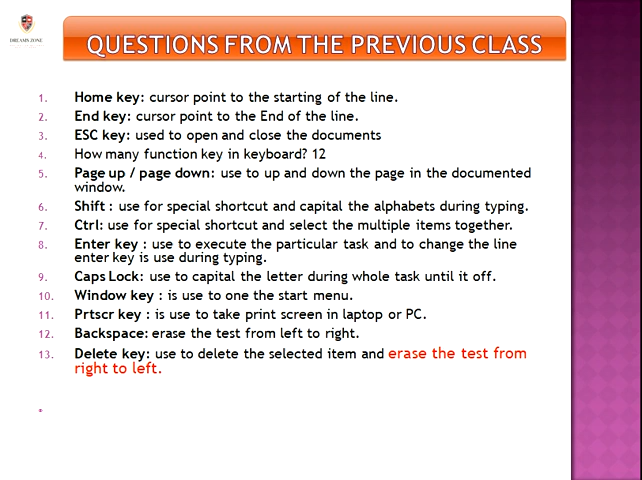 DREAMS ZONE
QUESTIONS FROM THE PREVIOUS CLASS
1. Home key: cursor point to the starting of the line.
2. End key: cursor point to the End of the line.
3. ESC key: used to open and close the documents
4. How many function key in keyboard? 12
5. Page up / page down: use to up and down the page in the documented
window.
6. Shift : use for special shortcut and capital the alphabets during typing.
7. Ctrl: use for special shortcut and select the multiple items together.
8. Enter key : use to execute the particular task and to change the line
enter key is use during typing.
9. Caps Lock: use to capital the letter during whole task until it off.
10. Window key : is use to one the start menu.
11. Prtscr key : is use to take print screen in laptop or PC.
12. Backspace: erase the test from left to right.
13. Delete key: use to delete the selected item and erase the test from
right to left.